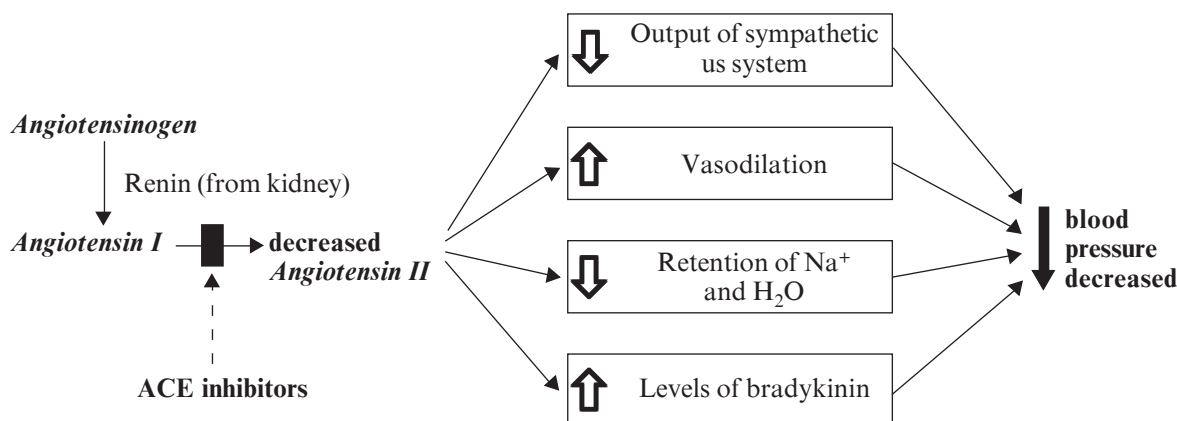 Output of sympathetic
us system
Angiotensinogen
Renin (from kidney)
Vasodilation
Angiotensin I
decreased
Angiotensin II
Retention of Na⁺
and H₂O
blood
pressure
decreased
ACE inhibitors
Levels of bradykinin